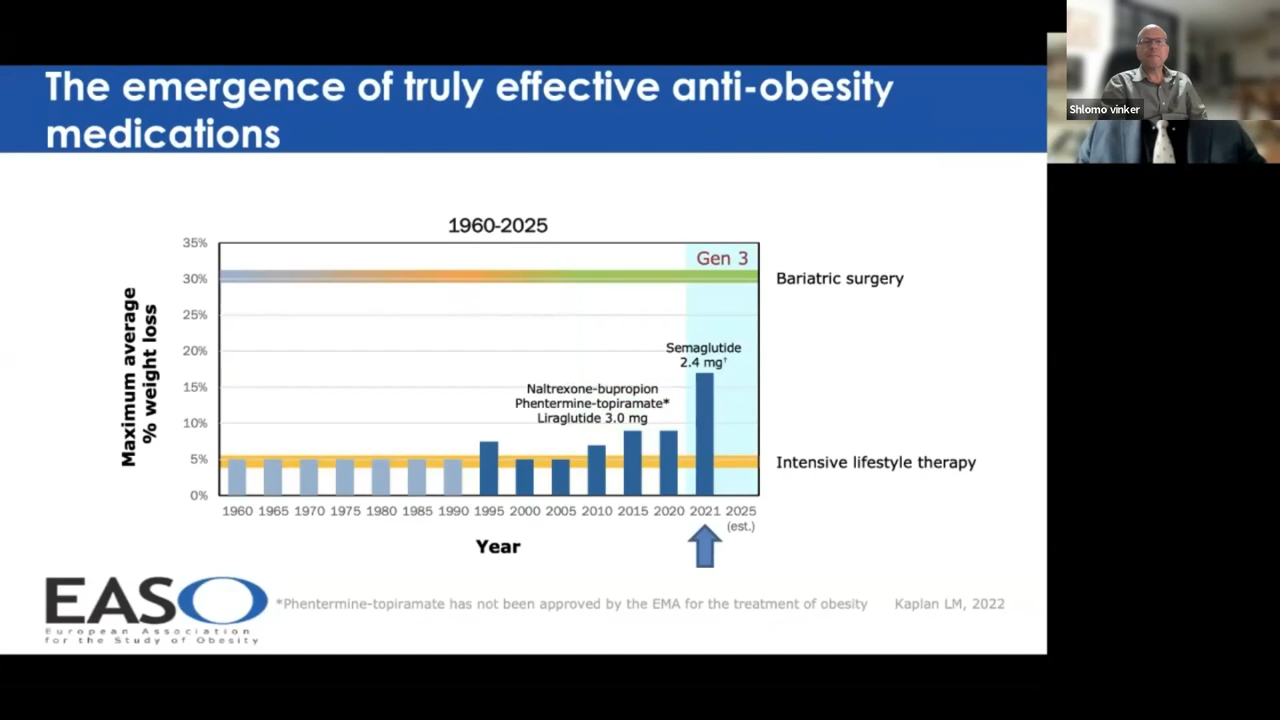 The emergence of truly effective anti-obesity
medications
Shlomo vinker
1960-2025
35%
30%
25%
20%
15%
10%
5%
0%
Maximum average
% weight loss
Gen 3
Bariatric surgery
Semaglutide
2.4 mg†
Naltrexone-bupropion
Phentermine-topiramate*
Liraglutide 3.0 mg
Intensive lifestyle therapy
1960 1965 1970 1975 1980 1985 1990 1995 2000 2005 2010 2015 2020 2021 2025
(est.)
Year
EASO
European Association
for the Study of Obesity
*Phentermine-topiramate has not been approved by the EMA for the treatment of obesity
Kaplan LM, 2022